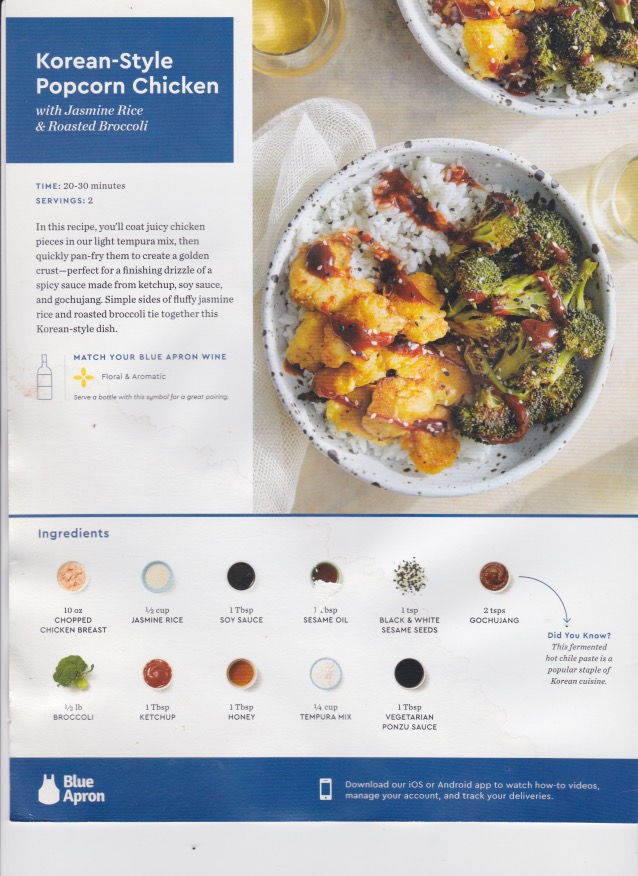 Korean-Style
Popcorn Chicken
with Jasmine Rice
& Roasted Broccoli
TIME: 20-30 minutes
SERVINGS: 2
In this recipe, you'll coat juicy chicken
pieces in our light tempura mix, then
quickly pan-fry them to create a golden
crust—perfect for a finishing drizzle of a
spicy sauce made from ketchup, soy sauce,
and gochujang. Simple sides of fluffy jasmine
rice and roasted broccoli tie together this
Korean-style dish.
MATCH YOUR BLUE APRON WINE
Floral & Aromatic
Serve a bottle with this symbol for a great pairing.
Ingredients
10 oz
CHOPPED
CHICKEN BREAST
½ cup
JASMINE RICE
1 Tbsp
SOY SAUCE
1 bsp
SESAME OIL
1 tsp
BLACK & WHITE
SESAME SEEDS
2 tsps
GOCHUJANG
Did You Know?
This fermented
hot chile paste is a
popular staple of
Korean cuisine.
½ lb
BROCCOLI
1 Tbsp
KETCHUP
1 Tbsp
HONEY
¼ cup
TEMPURA MIX
1 Tbsp
VEGETARIAN
PONZU SAUCE
Blue
Apron
Download our iOS or Android app to watch how-to videos,
manage your account, and track your deliveries.